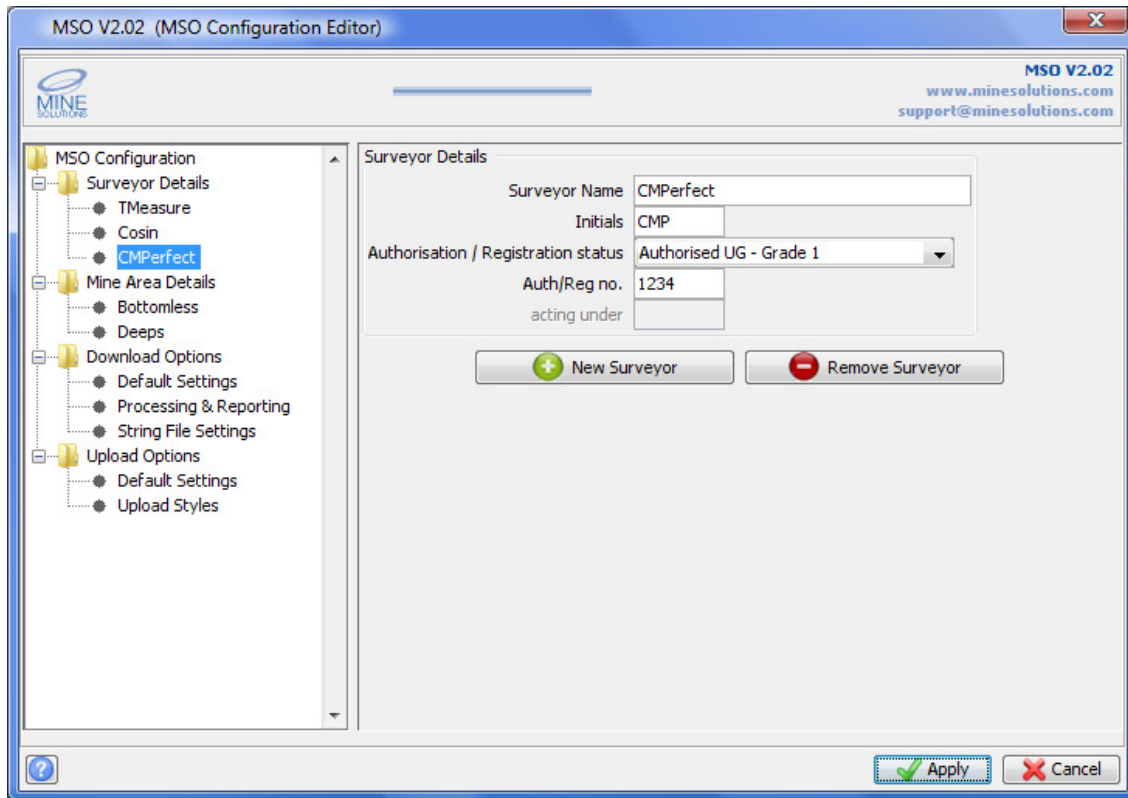 MSO V2.02 (MSO Configuration Editor)
MINE
SOLUTIONS
MSO V2.02
www.minesolutions.com
support@minesolutions.com
MSO Configuration
Surveyor Details
TMeasure
Cosin
CMPerfect
Mine Area Details
Bottomless
Deeps
Download Options
Default Settings
Processing & Reporting
String File Settings
Upload Options
Default Settings
Upload Styles
Surveyor Details
Surveyor Name CMPerfect
Initials CMP
Authorisation / Registration status Authorised UG - Grade 1
Auth/Reg no. 1234
acting under
New Surveyor Remove Surveyor
? Apply Cancel